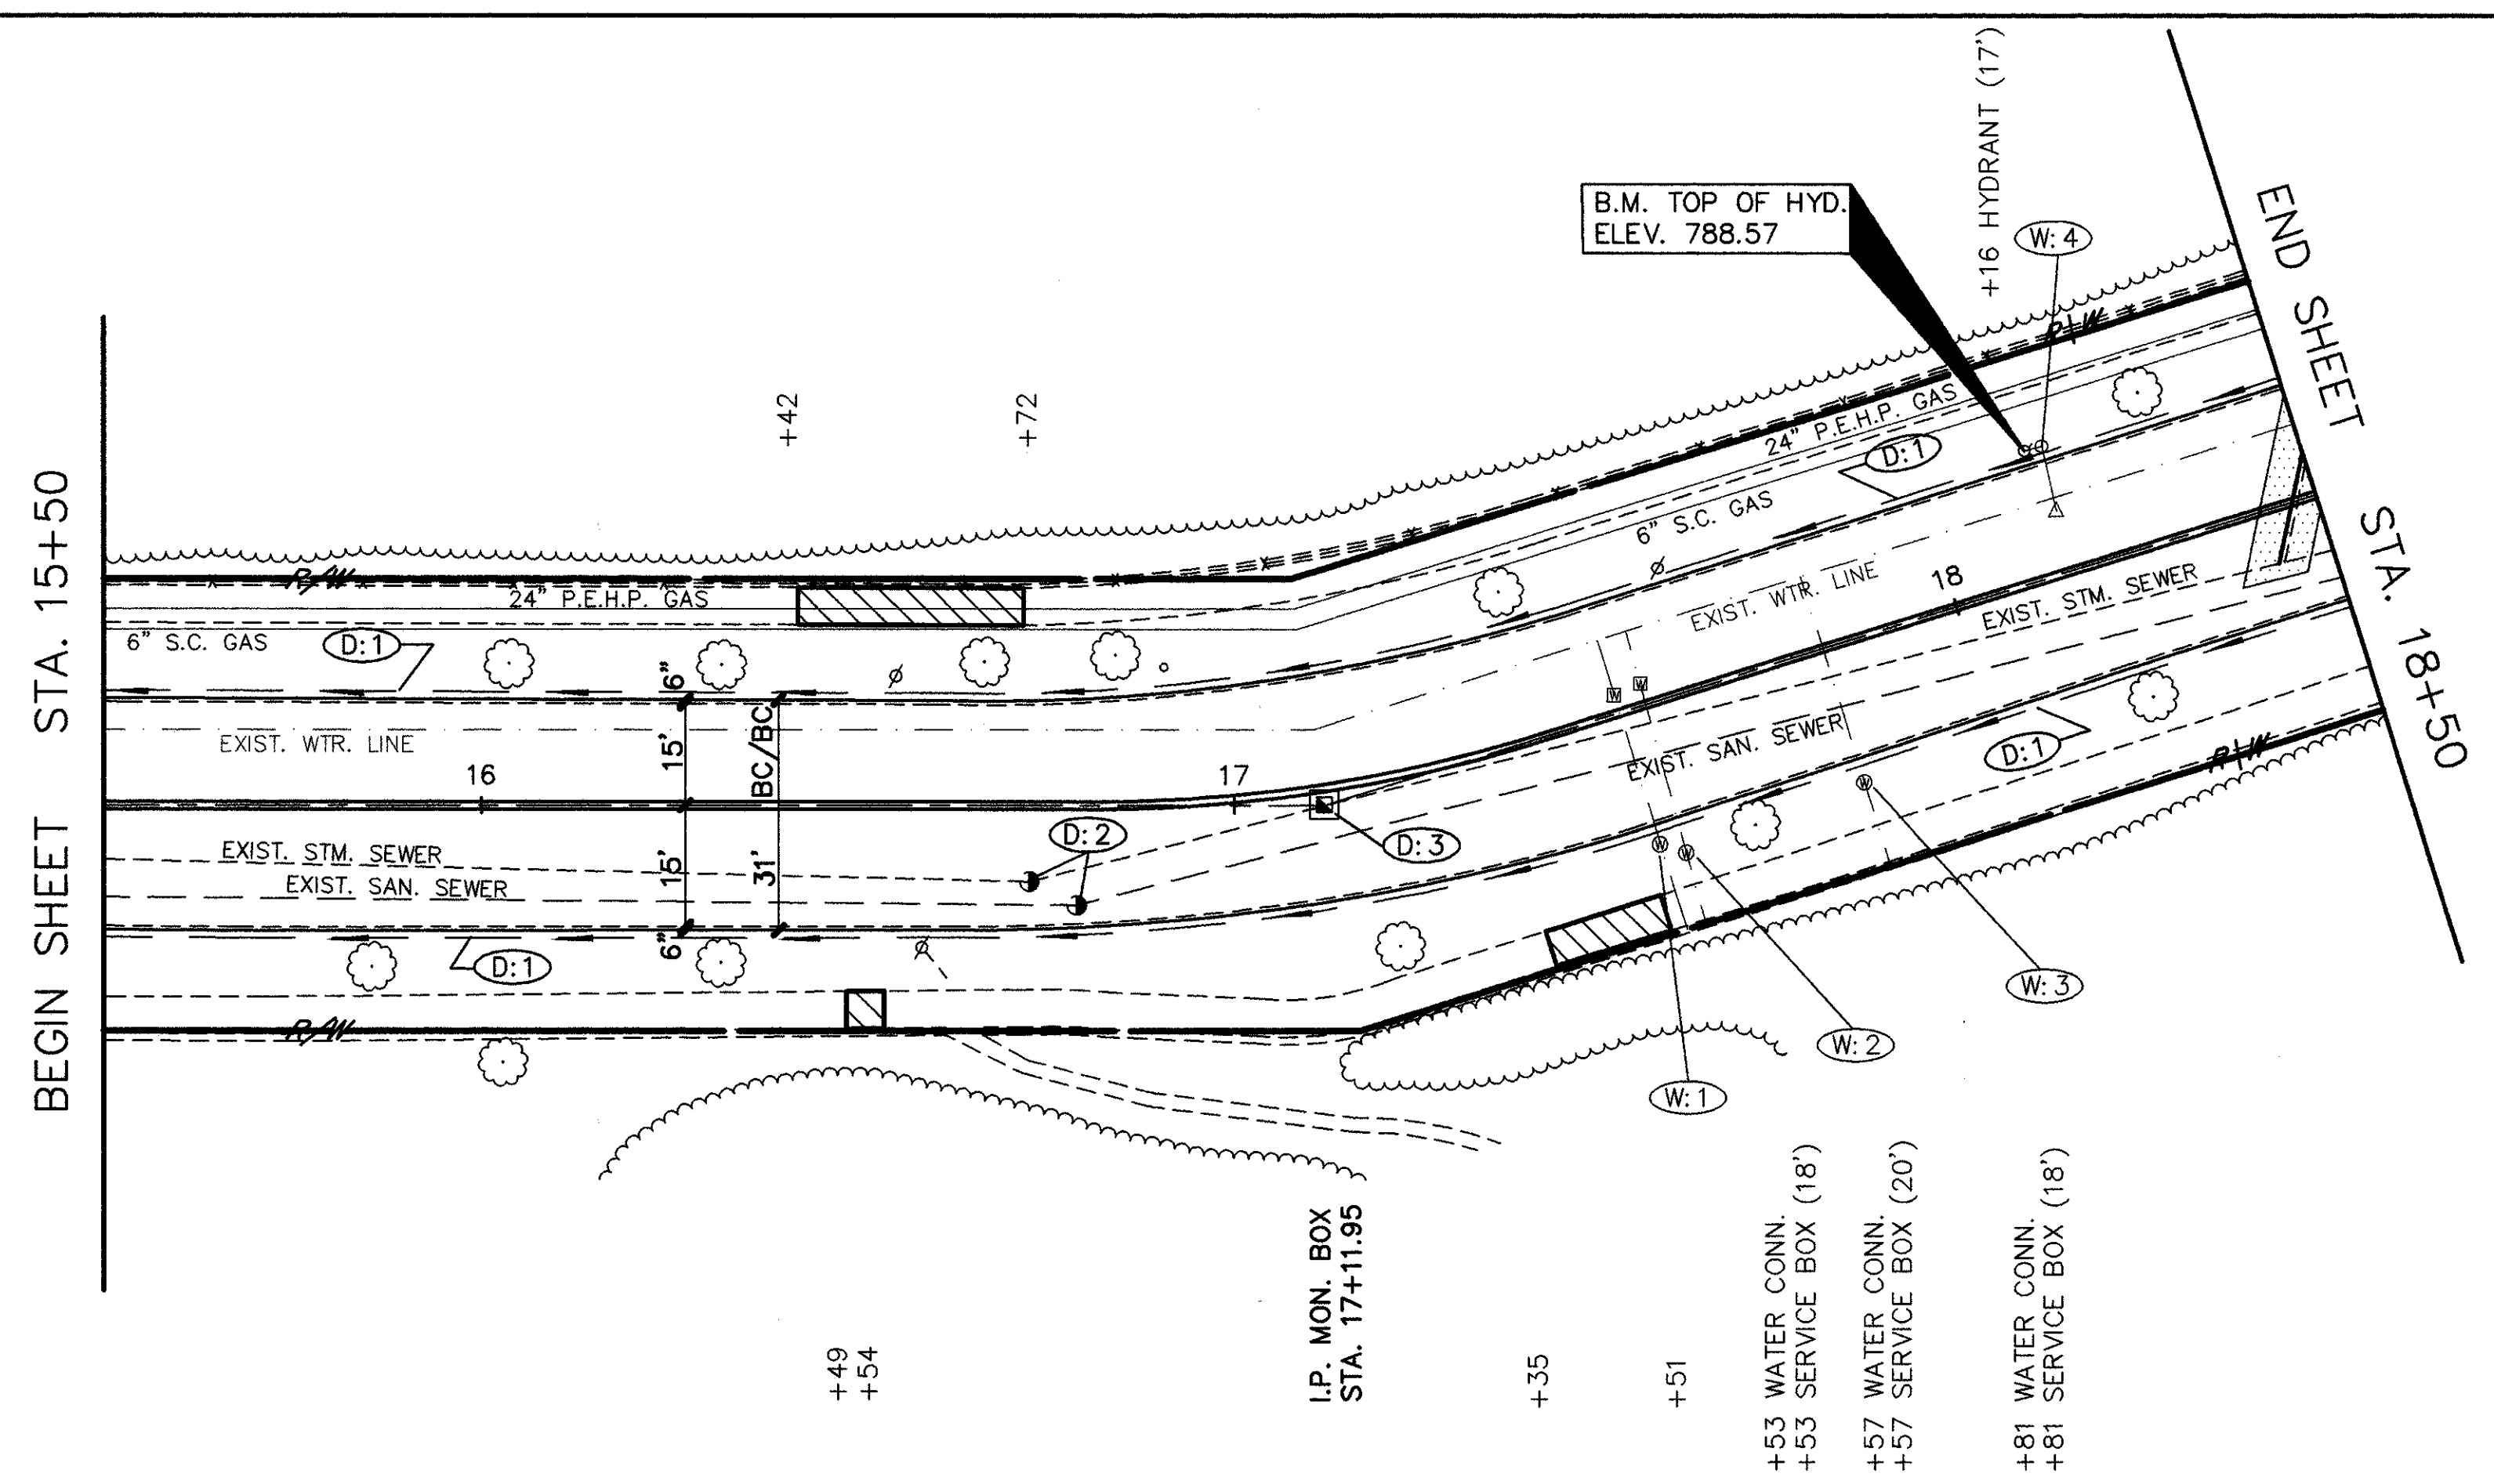 BEGIN SHEET STA. 15+50
END SHEET STA. 18+50
+16 HYDRANT (17')
B.M. TOP OF HYD.
ELEV. 788.57
W:4
+42
+72
R/W
R/W
24" P.E.H.P. GAS
24" P.E.H.P. GAS
6" S.C. GAS
6" S.C. GAS
D:1
D:1
6"
15'
BC/BC
EXIST. WTR. LINE
EXIST. WTR. LINE
16
17
18
EXIST. STM. SEWER
EXIST. STM. SEWER
EXIST. SAN. SEWER
EXIST. SAN. SEWER
15'
31'
6"
D:2
D:3
D:1
D:1
W
W
W
W
W
R/W
R/W
W:1
W:2
W:3
+49
+54
I.P. MON. BOX
STA. 17+11.95
+35
+51
+53 WATER CONN.
+53 SERVICE BOX (18')
+57 WATER CONN.
+57 SERVICE BOX (20')
+81 WATER CONN.
+81 SERVICE BOX (18')